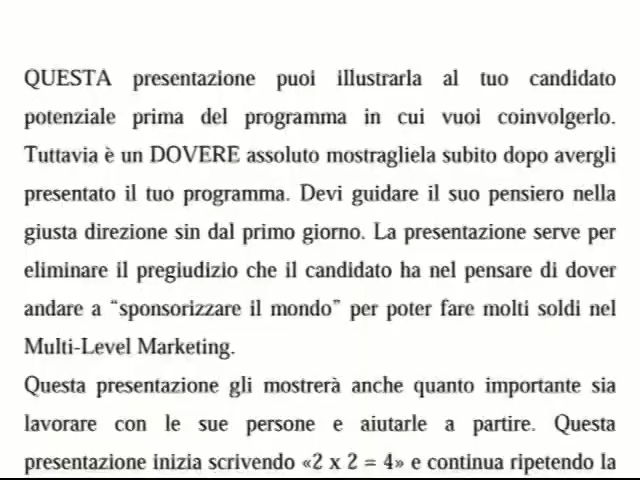 QUESTA presentazione puoi illustrarla al tuo candidato
potenziale prima del programma in cui vuoi coinvolgerlo.
Tuttavia è un DOVERE assoluto mostragliela subito dopo avergli
presentato il tuo programma. Devi guidare il suo pensiero nella
giusta direzione sin dal primo giorno. La presentazione serve per
eliminare il pregiudizio che il candidato ha nel pensare di dover
andare a “sponsorizzare il mondo” per poter fare molti soldi nel
Multi-Level Marketing.
Questa presentazione gli mostrerà anche quanto importante sia
lavorare con le sue persone e aiutarle a partire. Questa
presentazione inizia scrivendo «2 x 2 = 4» e continua ripetendo la